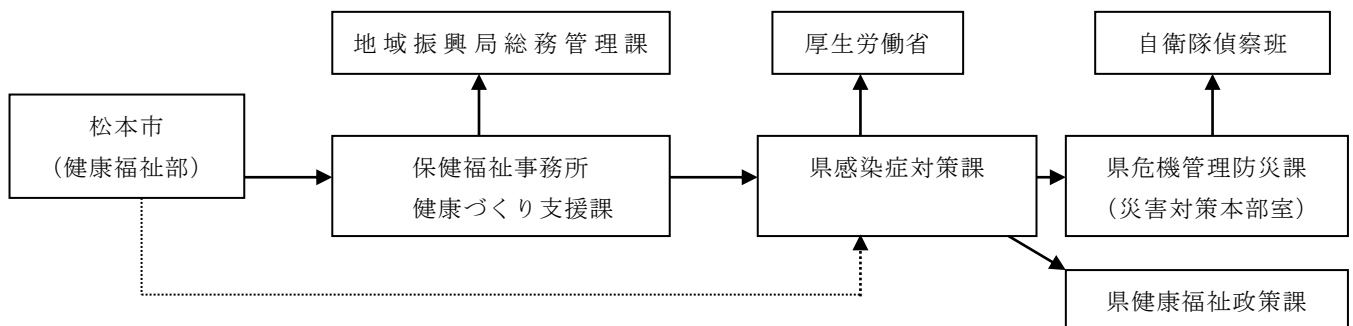 地域振興局総務管理課
厚生労働省
自衛隊偵察班
松本市
（健康福祉部）
保健福祉事務所
健康づくり支援課
県感染症対策課
県危機管理防災課
（災害対策本部室）
県健康福祉政策課